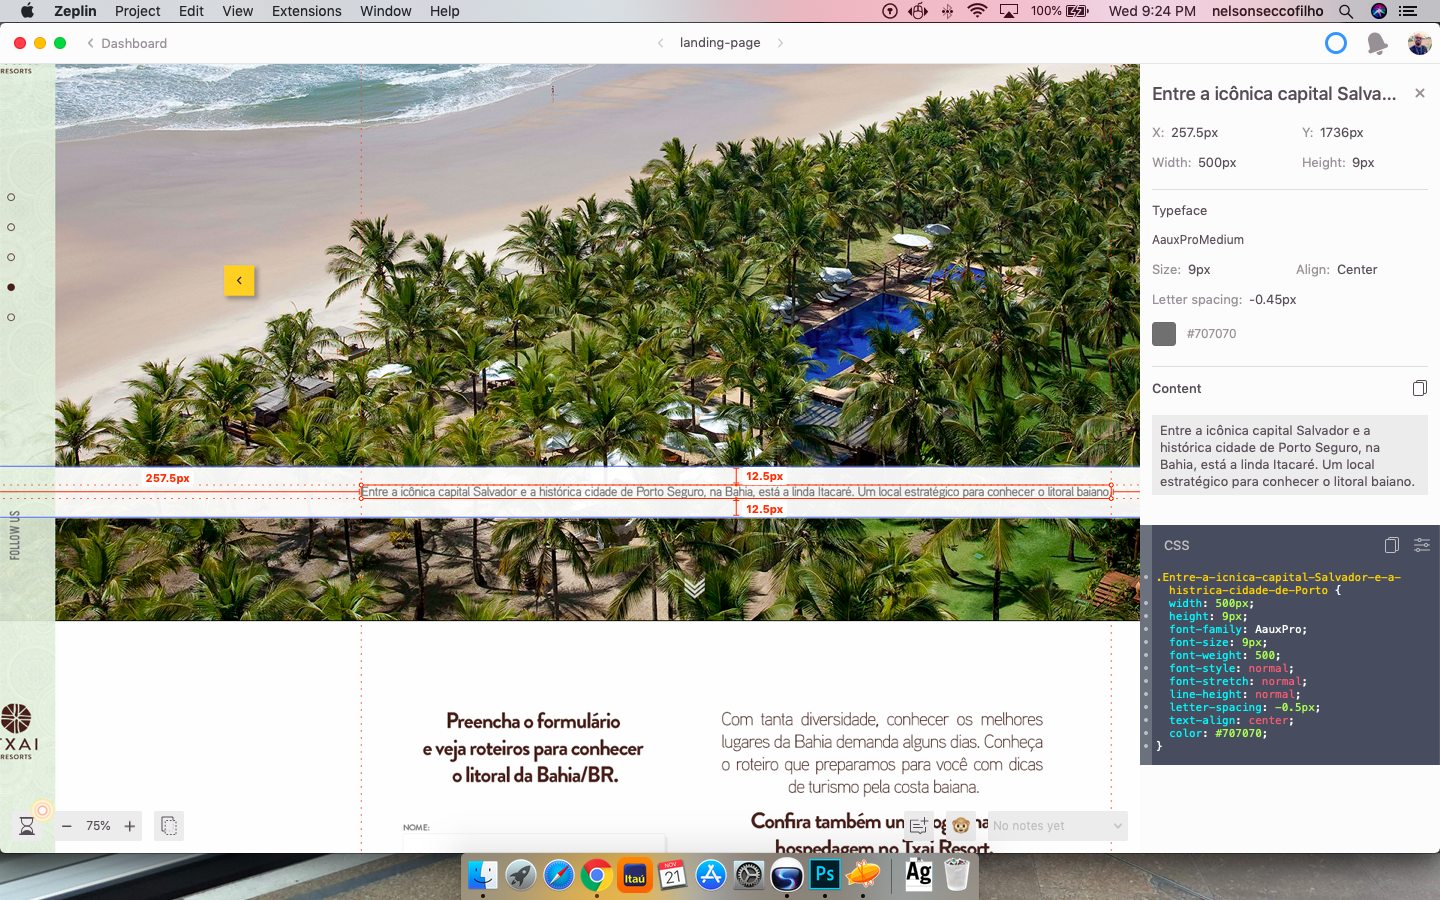 Zeplin Project Edit View Extensions Window Help 100% Wed 9:24 PM nelsonseccofilho
Dashboard
landing-page
RESORTS
FOLLOW US
TXAI
RESORTS
257.5px
12.5px
Entre a icônica capital Salvador e a histórica cidade de Porto Seguro, na Bahia, está a linda Itacaré. Um local estratégico para conhecer o litoral baiano.
12.5px
Preencha o formulário
e veja roteiros para conhecer
o litoral da Bahia/BR.
NOME:
Com tanta diversidade, conhecer os melhores
lugares da Bahia demanda alguns dias. Conheça
o roteiro que preparamos para você com dicas
de turismo pela costa baiana.
Confira também um
hospedagem no Txai Resort.
75%
No notes yet
Entre a icônica capital Salva...
X: 257.5px Y: 1736px
Width: 500px Height: 9px
Typeface
AauxProMedium
Size: 9px Align: Center
Letter spacing: -0.45px
#707070
Content
Entre a icônica capital Salvador e a
histórica cidade de Porto Seguro, na
Bahia, está a linda Itacaré. Um local
estratégico para conhecer o litoral baiano.
CSS
.Entre-a-icnica-capital-Salvador-e-a-
histrica-cidade-de-Porto {
width: 500px;
height: 9px;
font-family: AauxPro;
font-size: 9px;
font-weight: 500;
font-style: normal;
font-stretch: normal;
line-height: normal;
letter-spacing: -0.5px;
text-align: center;
color: #707070;
}
Itaú
NOV
21
Ps
Ag